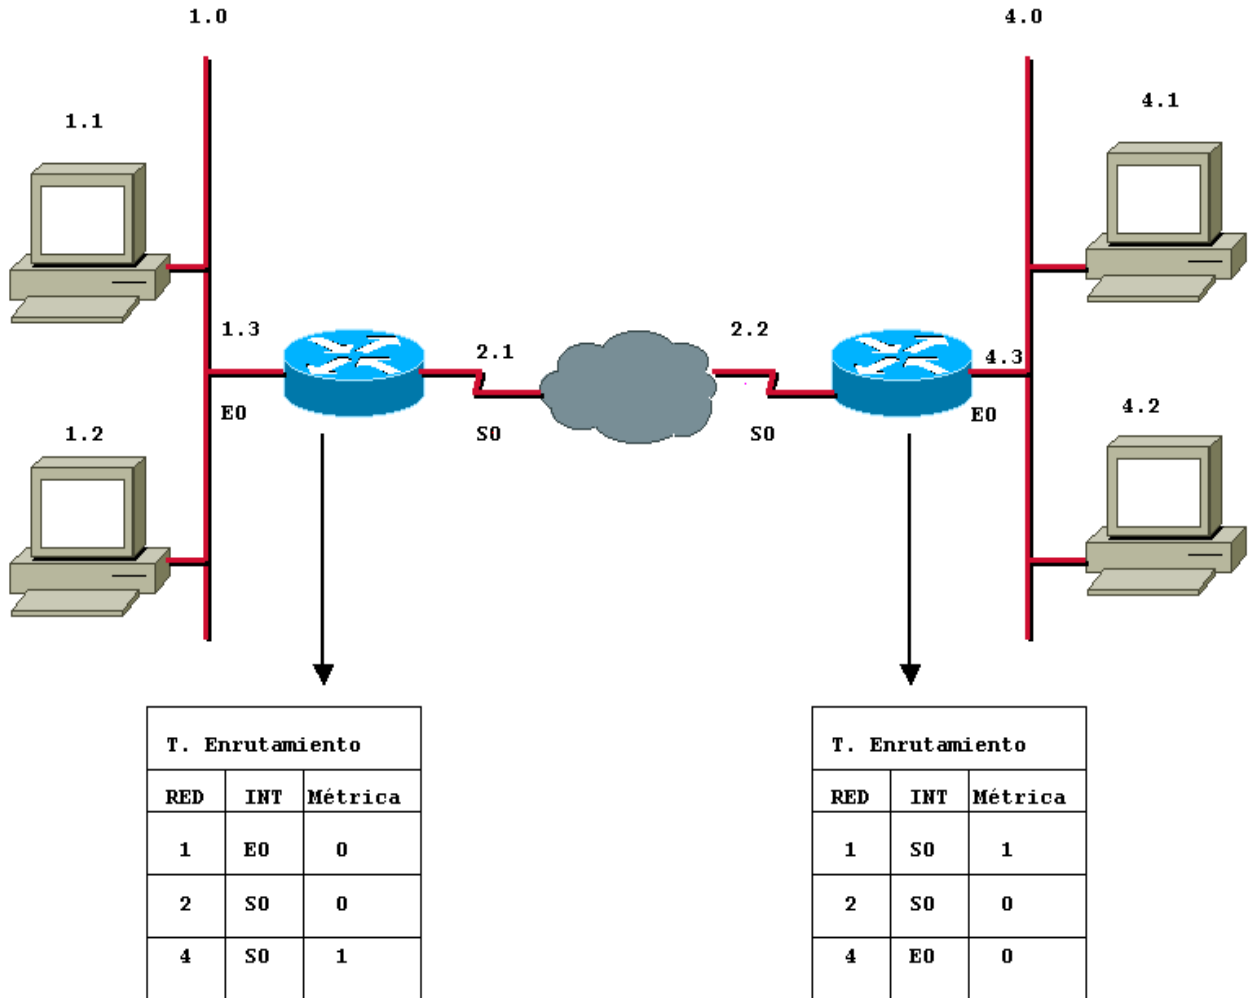 1.0
4.0
1.1
4.1
1.3
2.1
2.2
4.3
E0
S0
S0
E0
1.2
4.2
T. Enrutamiento
RED INT Métrica
1 E0 0
2 S0 0
4 S0 1
T. Enrutamiento
RED INT Métrica
1 S0 1
2 S0 0
4 E0 0